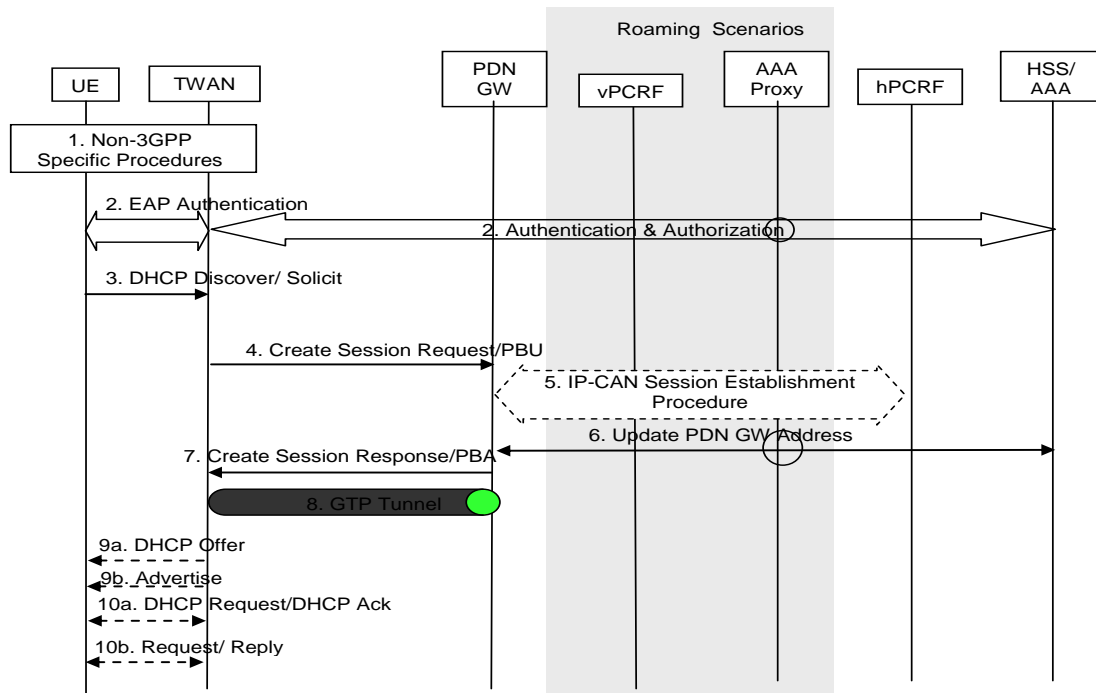 Roaming Scenarios
UE
TWAN
PDN
GW
vPCRF
AAA
Proxy
hPCRF
HSS/
AAA
1. Non-3GPP
Specific Procedures
2. EAP Authentication
2. Authentication & Authorization
3. DHCP Discover/ Solicit
4. Create Session Request/PBU
5. IP-CAN Session Establishment
Procedure
6. Update PDN GW Address
7. Create Session Response/PBA
8. GTP Tunnel
9a. DHCP Offer
9b. Advertise
10a. DHCP Request/DHCP Ack
10b. Request/ Reply